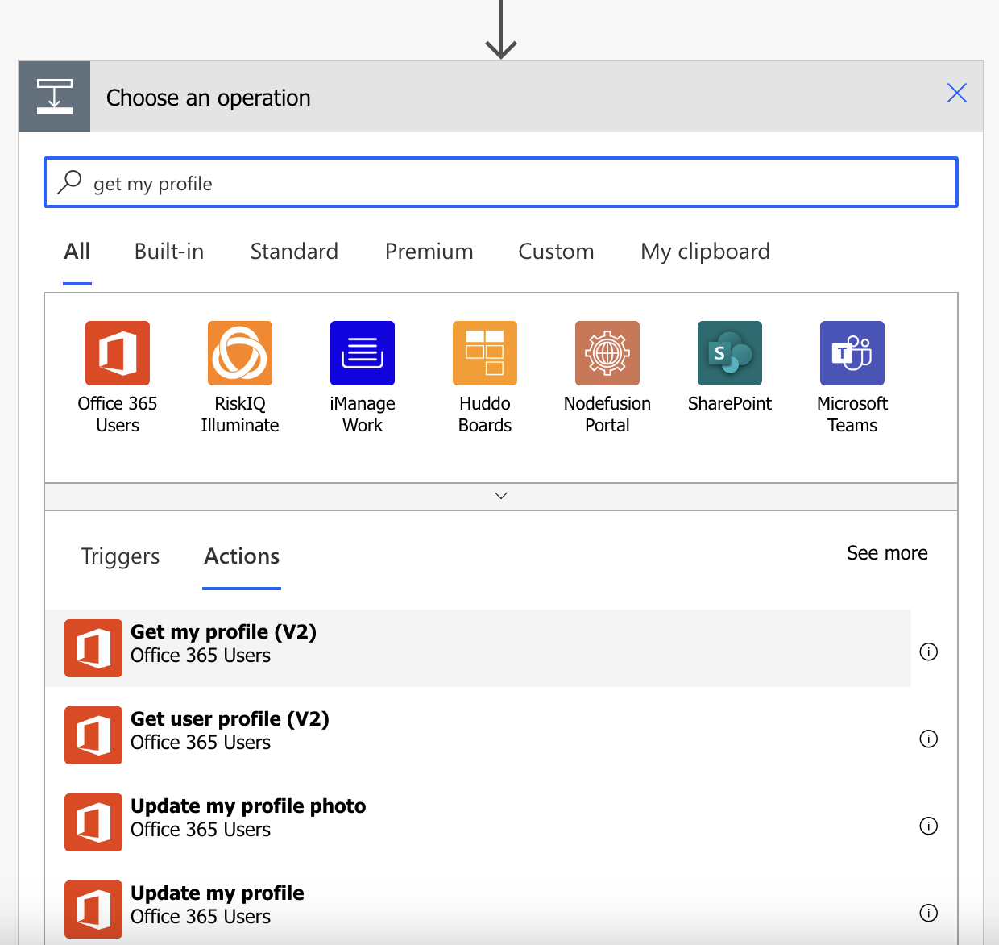 Choose an operation
get my profile
All Built-in Standard Premium Custom My clipboard
Office 365 Users
RiskIQ Illuminate
iManage Work
Huddo Boards
Nodefusion Portal
S
SharePoint
T
Microsoft Teams
Triggers Actions See more
Get my profile (V2)
Office 365 Users
Get user profile (V2)
Office 365 Users
Update my profile photo
Office 365 Users
Update my profile
Office 365 Users